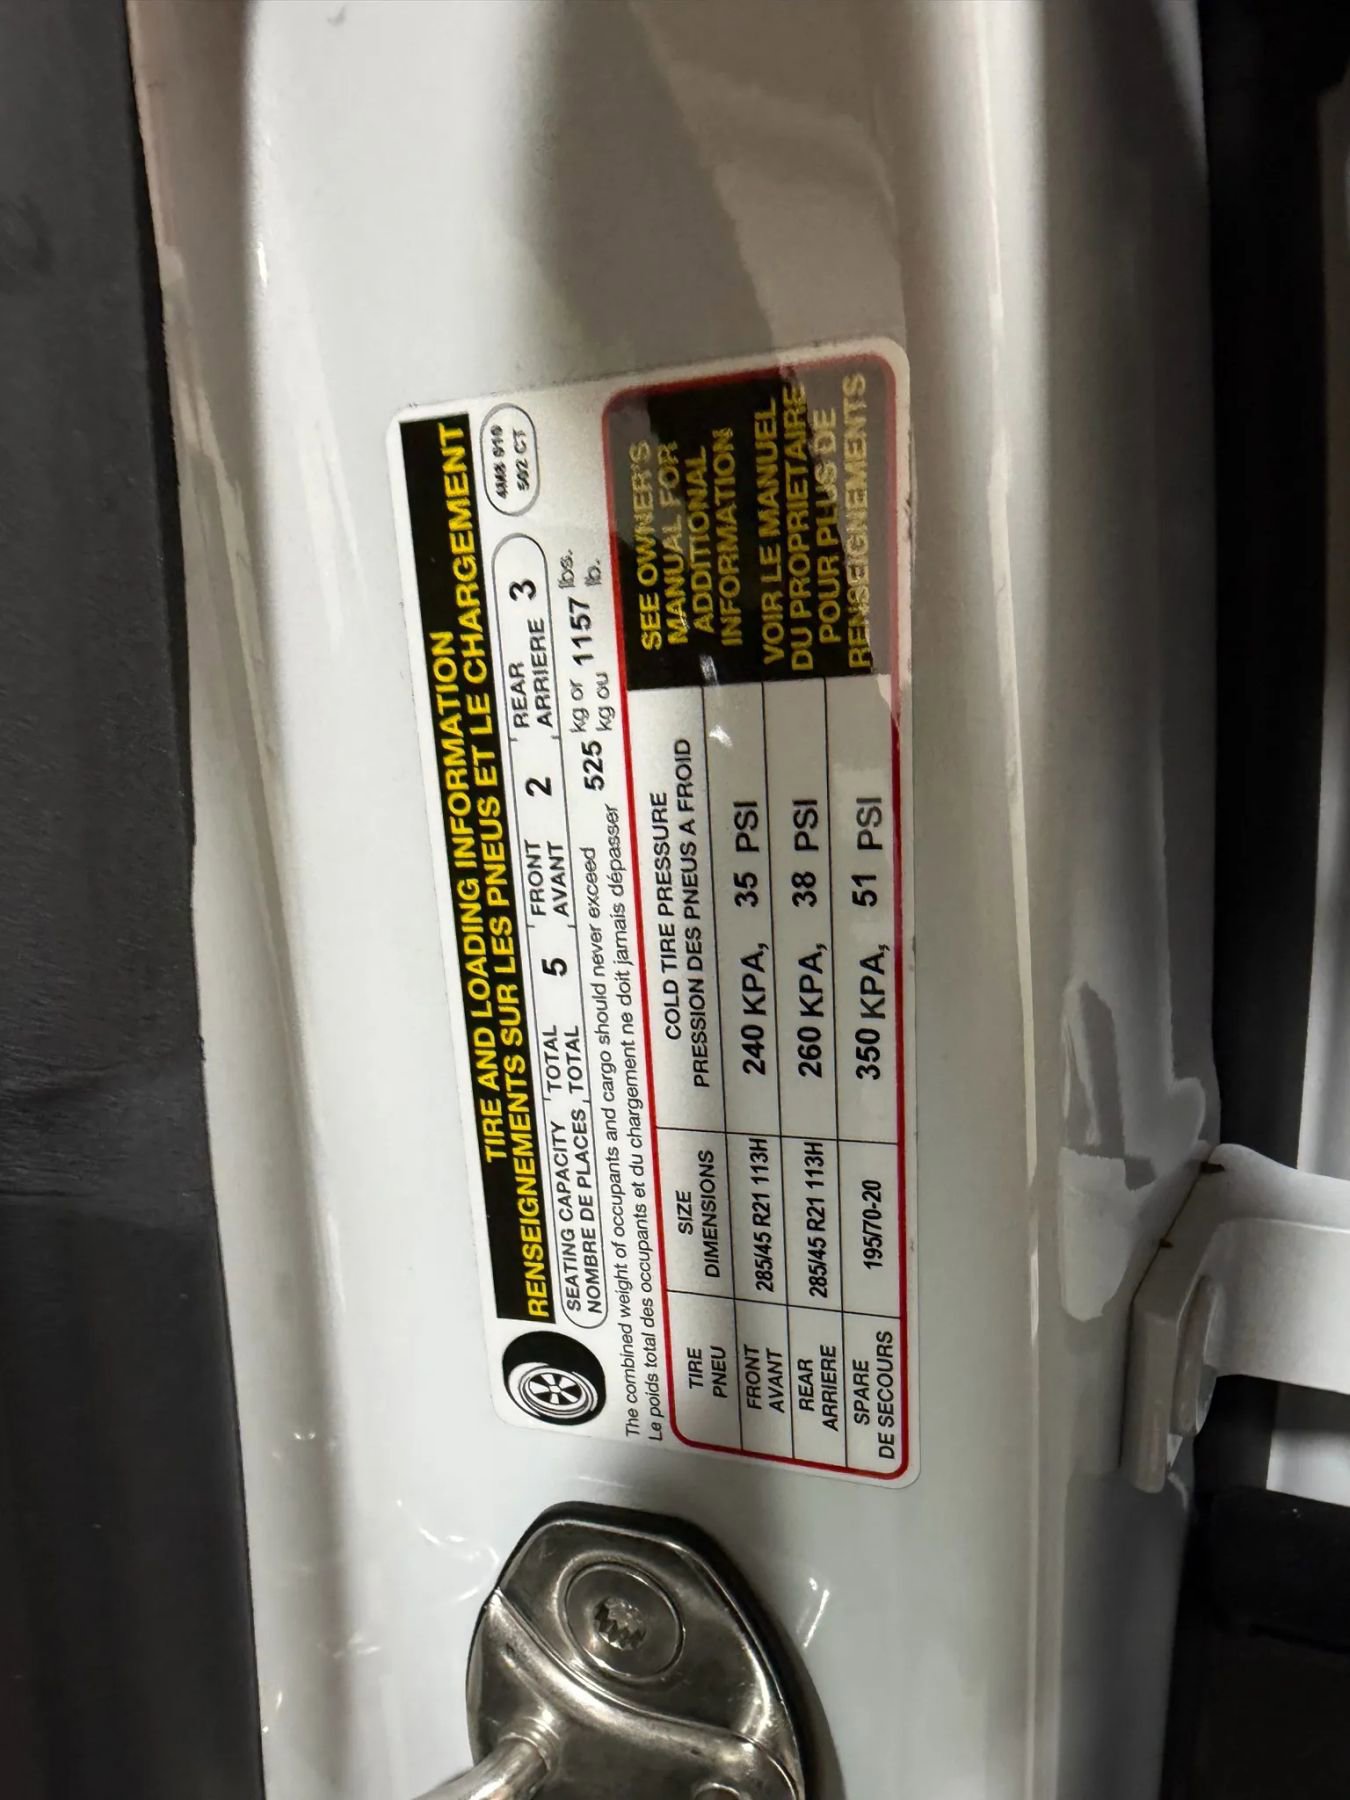 TIRE AND LOADING INFORMATION
RENSEIGNEMENTS SUR LES PNEUS ET LE CHARGEMENT
SEATING CAPACITY TOTAL 5 FRONT 2 REAR 3
NOMBRE DE PLACES TOTAL AVANT ARRIERE
502 CT
The combined weight of occupants and cargo should never exceed 525 kg or 1157 lbs.
Le poids total des occupants et du chargement ne doit jamais dépasser kg ou lb.
TIRE SIZE COLD TIRE PRESSURE
PNEU DIMENSIONS PRESSION DES PNEUS A FROID
FRONT 285/45 R21 113H 240 KPA, 35 PSI
AVANT
REAR 285/45 R21 113H 260 KPA, 38 PSI
ARRIERE
SPARE 195/70-20 350 KPA, 51 PSI
DE SECOURS
SEE OWNER'S
MANUAL FOR
ADDITIONAL
INFORMATION
VOIR LE MANUEL
DU PROPRIETAIRE
POUR PLUS DE
RENSEIGNEMENTS